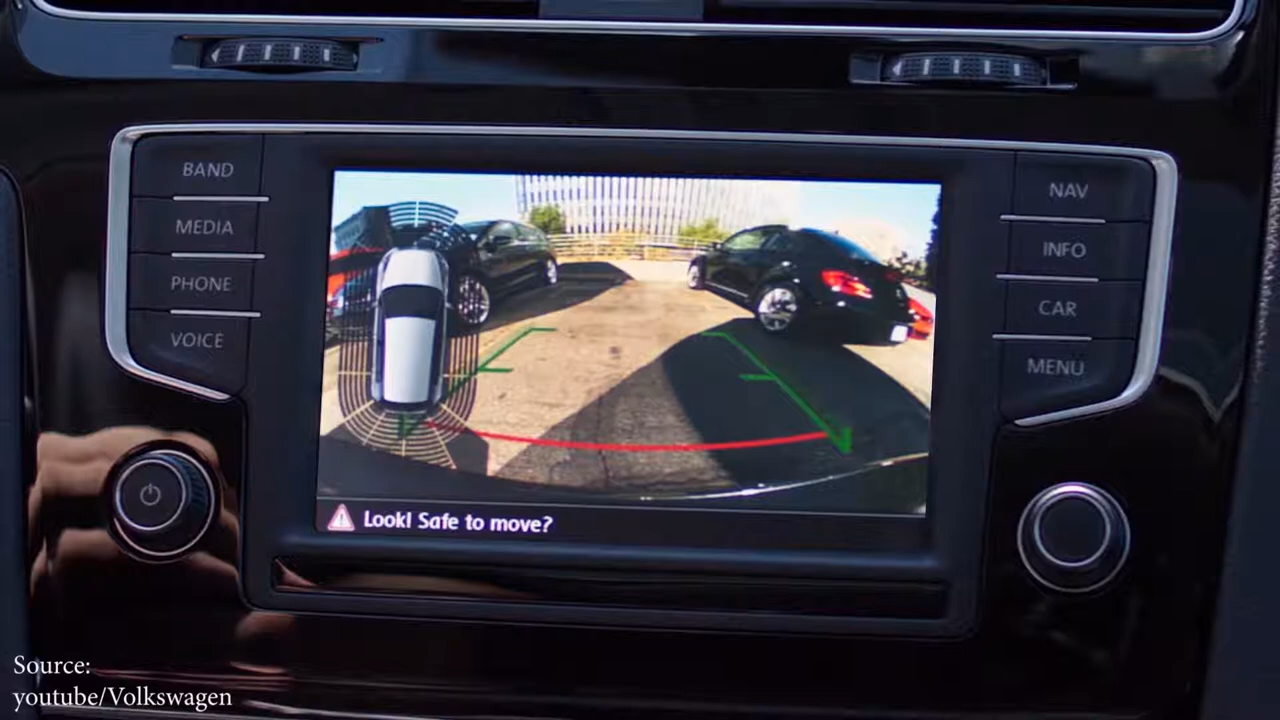 BAND
MEDIA
PHONE
VOICE
NAV
INFO
CAR
MENU
Look! Safe to move?
Source:
youtube/Volkswagen